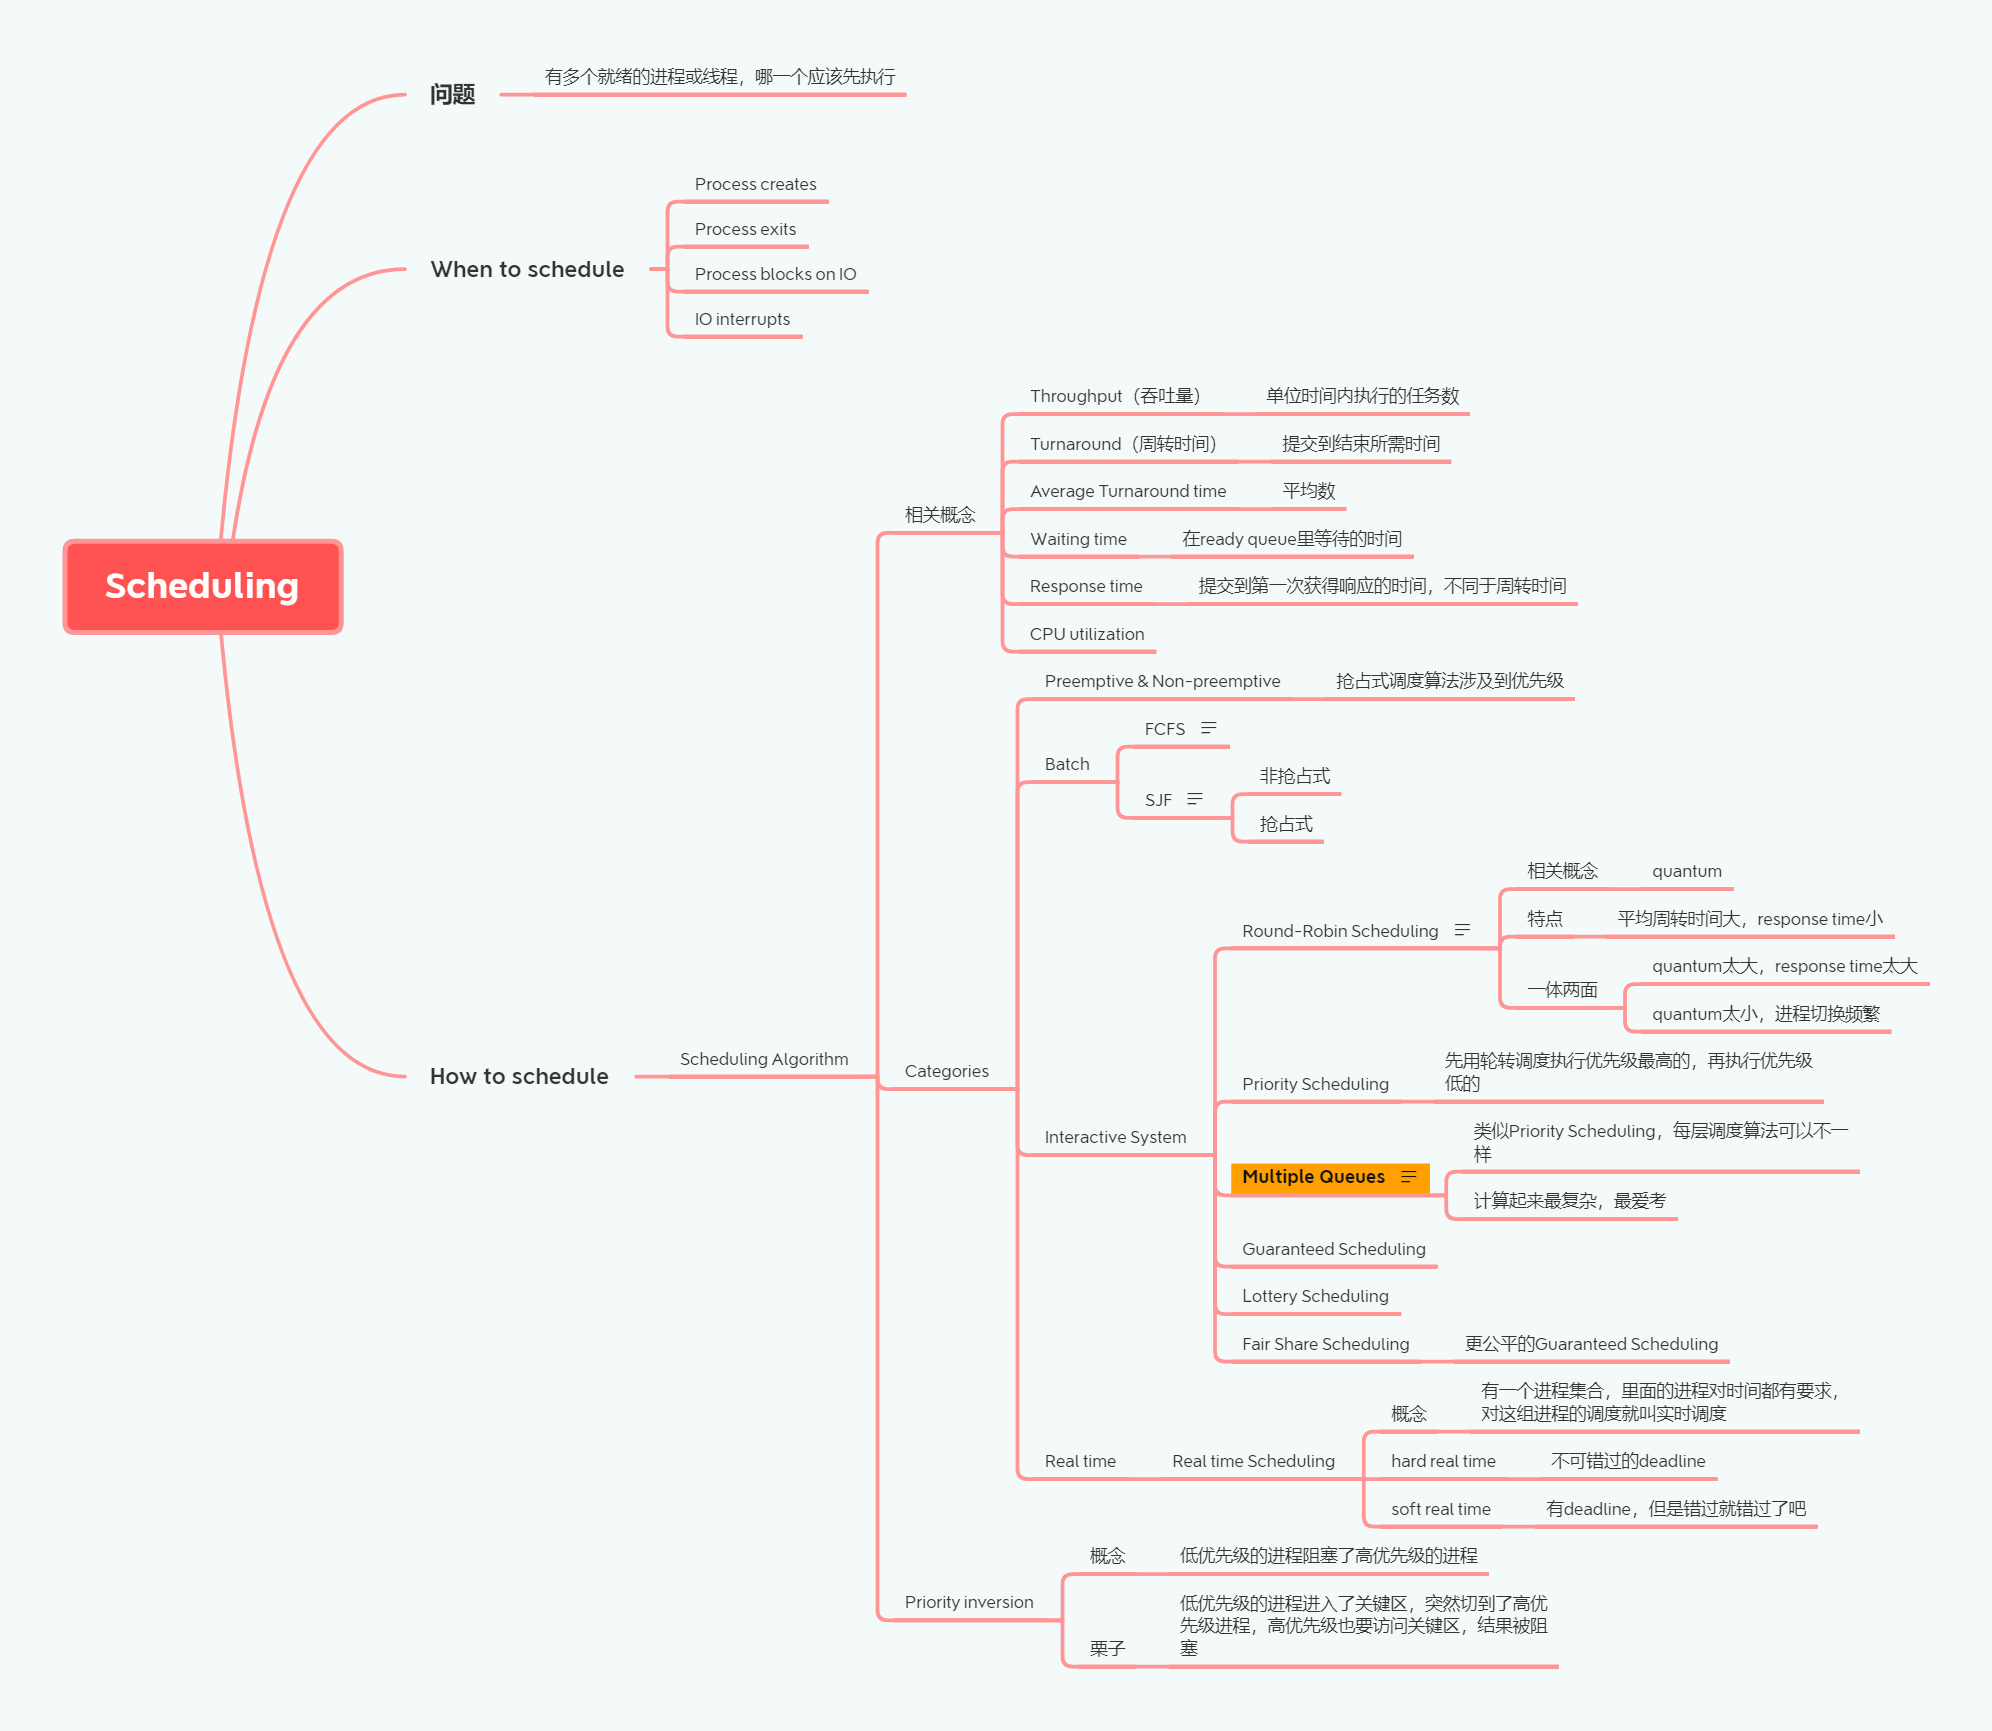 Scheduling
问题
有多个就绪的进程或线程，哪一个应该先执行
When to schedule
Process creates
Process exits
Process blocks on IO
IO interrupts
How to schedule
Scheduling Algorithm
相关概念
Throughput（吞吐量）
单位时间内执行的任务数
Turnaround（周转时间）
提交到结束所需时间
Average Turnaround time
平均数
Waiting time
在ready queue里等待的时间
Response time
提交到第一次获得响应的时间，不同于周转时间
CPU utilization
Categories
Preemptive & Non-preemptive
抢占式调度算法涉及到优先级
Batch
FCFS
SJF
非抢占式
抢占式
Interactive System
Round-Robin Scheduling
相关概念
quantum
特点
平均周转时间大，response time小
一体两面
quantum太大，response time太大
quantum太小，进程切换频繁
Priority Scheduling
先用轮转调度执行优先级最高的，再执行优先级
低的
Multiple Queues
类似Priority Scheduling，每层调度算法可以不一
样
计算起来最复杂，最爱考
Guaranteed Scheduling
Lottery Scheduling
Fair Share Scheduling
更公平的Guaranteed Scheduling
Real time
Real time Scheduling
概念
有一个进程集合，里面的进程对时间都有要求，
对这组进程的调度就叫实时调度
hard real time
不可错过的deadline
soft real time
有deadline，但是错过就错过了吧
Priority inversion
概念
低优先级的进程阻塞了高优先级的进程
栗子
低优先级的进程进入了关键区，突然切到了高优
先级进程，高优先级也要访问关键区，结果被阻
塞